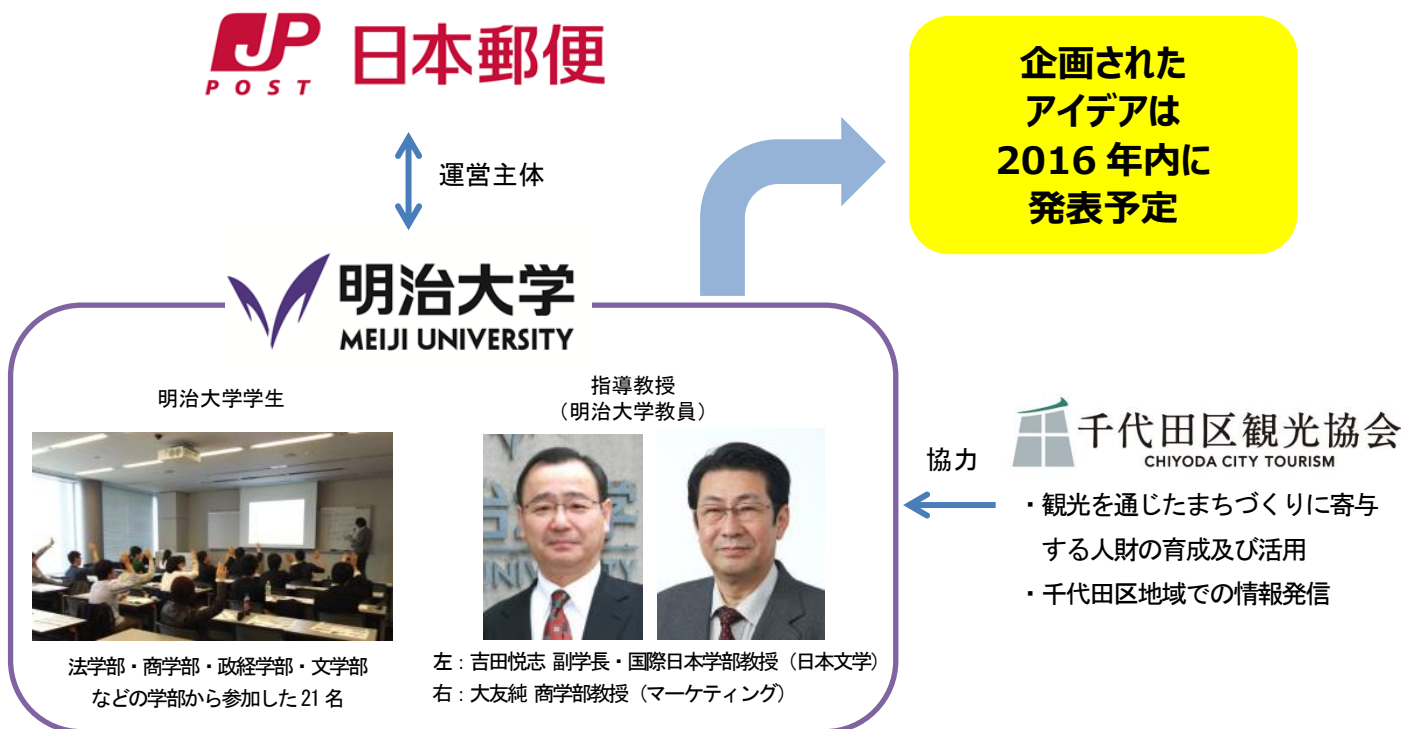 JP
POST
日本郵便
運営主体
企画された
アイデアは
2016 年内に
発表予定
明治大学
MEIJI UNIVERSITY
明治大学学生
指導教授
（明治大学教員）
法学部・商学部・政経学部・文学部
などの学部から参加した 21 名
左：吉田悦志 副学長・国際日本学部教授（日本文学）
右：大友純 商学部教授（マーケティング）
協力
千代田区観光協会
CHIYODA CITY TOURISM
・観光を通じたまちづくりに寄与
する人財の育成及び活用
・千代田区地域での情報発信